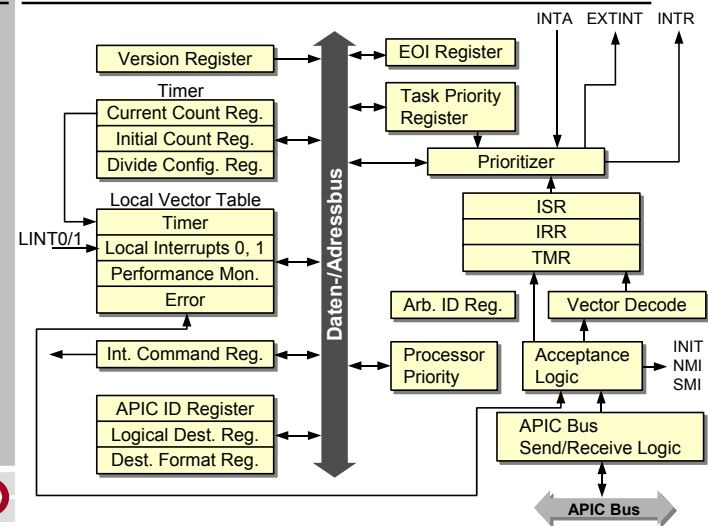 INTA EXTINT INTR
Version Register
EOI Register
Timer
Current Count Reg.
Initial Count Reg.
Divide Config. Reg.
Task Priority
Register
Prioritizer
Local Vector Table
Timer
LINT0/1
Local Interrupts 0, 1
Performance Mon.
Error
Daten-/Adressbus
ISR
IRR
TMR
Arb. ID Reg.
Vector Decode
Int. Command Reg.
Processor
Priority
Acceptance
Logic
INIT
NMI
SMI
APIC ID Register
Logical Dest. Reg.
Dest. Format Reg.
APIC Bus
Send/Receive Logic
APIC Bus